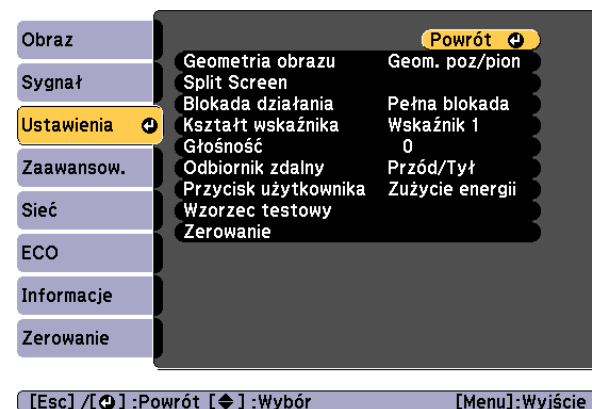 Obraz
Sygnał
Ustawienia
Zaawansow.
Sieć
ECO
Informacje
Zerowanie
Powrót
Geometria obrazu Geom. poz/pion
Split Screen
Blokada działania Pełna blokada
Kształt wskaźnika Wskaźnik 1
Głośność 0
Odbiornik zdalny Przód/Tył
Przycisk użytkownika Zużycie energii
Wzorzec testowy
Zerowanie
[Esc] /[⏎] :Powrót [◆] :Wybór [Menu]:Wyjście